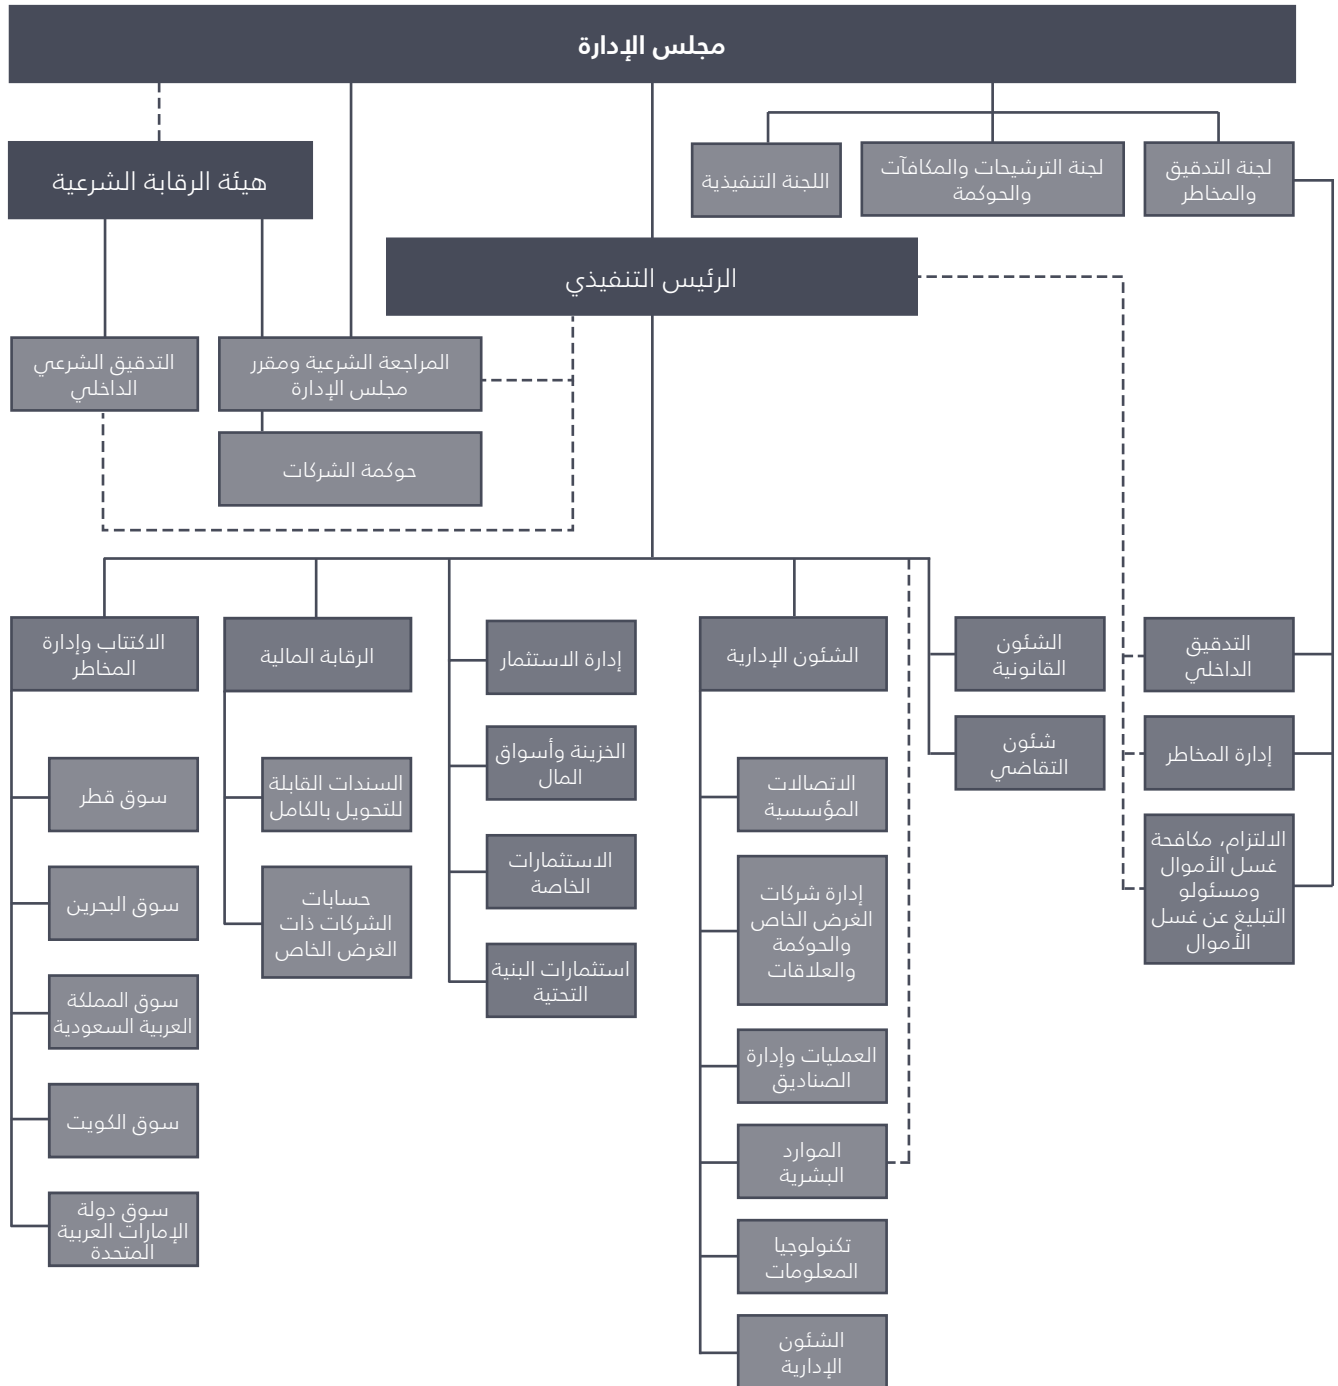 مجلس الإدارة
لجنة التدقيق
والمخاطر
لجنة الترشيحات والمكافآت
والحوكمة
اللجنة التنفيذية
هيئة الرقابة الشرعية
الرئيس التنفيذي
المراجعة الشرعية ومقرر
مجلس الإدارة
التدقيق الشرعي
الداخلي
حوكمة الشركات
التدقيق
الداخلي
إدارة المخاطر
الالتزام، مكافحة
غسل الأموال
ومسئولو
التبليغ عن غسل
الأموال
الشئون
القانونية
شئون
التقاضي
الشئون الإدارية
الاتصالات
المؤسسية
إدارة شركات
الغرض الخاص
والحوكمة
والعلاقات
العمليات وإدارة
الصناديق
الموارد
البشرية
تكنولوجيا
المعلومات
الشئون
الإدارية
إدارة الاستثمار
الخزينة وأسواق
المال
الاستثمارات
الخاصة
استثمارات البنية
التحتية
الرقابة المالية
السندات القابلة
للتحويل بالكامل
حسابات
الشركات ذات
الغرض الخاص
الاكتتاب وإدارة
المخاطر
سوق قطر
سوق البحرين
سوق المملكة
العربية السعودية
سوق الكويت
سوق دولة
الإمارات العربية
المتحدة